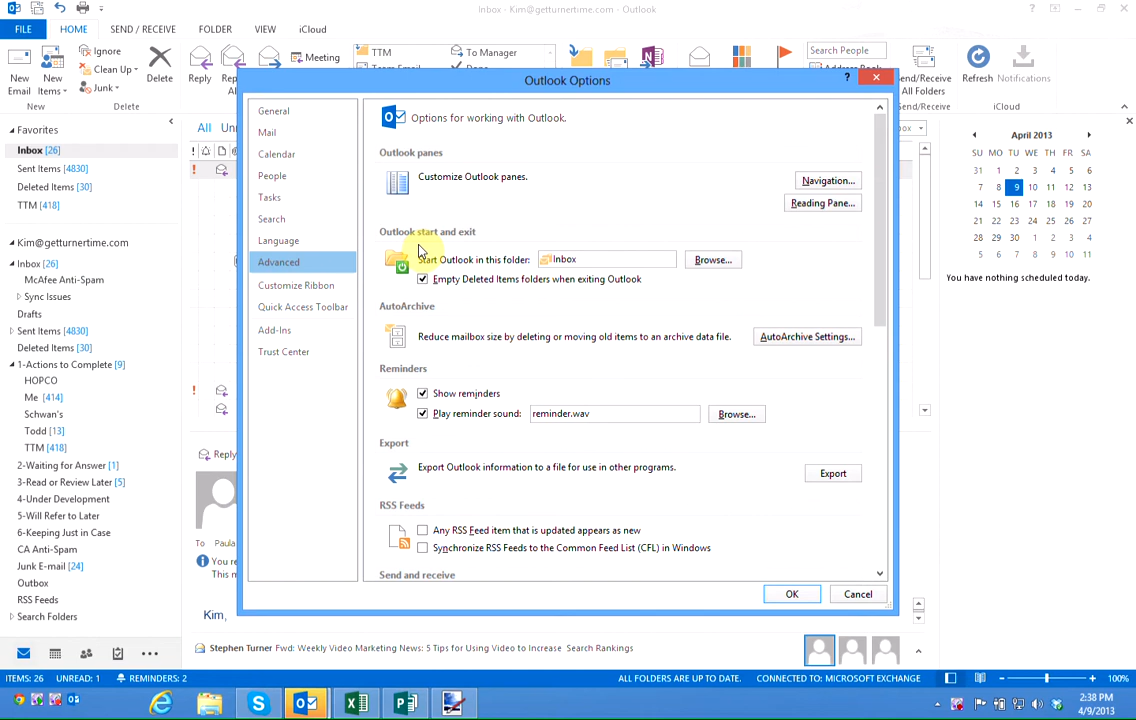 Inbox - Kim@getturnertime.com - Outlook
FILE HOME SEND / RECEIVE FOLDER VIEW iCloud
New Email
New Items
Ignore
Clean Up
Junk
Delete
Reply
Meeting
TTM
To Manager
Search People
Send/Receive All Folders
Refresh
Notifications
New
Delete
Send/Receive
iCloud
Favorites
Inbox [26]
Sent Items [4830]
Deleted Items [30]
TTM [418]
Kim@getturnertime.com
Inbox [26]
McAfee Anti-Spam
Sync Issues
Drafts
Sent Items [4830]
Deleted Items [30]
1-Actions to Complete [9]
HOPCO
Me [414]
Schwan's
Todd [13]
TTM [418]
2-Waiting for Answer [1]
3-Read or Review Later [5]
4-Under Development
5-Will Refer to Later
6-Keeping Just in Case
CA Anti-Spam
Junk E-mail [24]
Outbox
RSS Feeds
Search Folders
All
Reply
To Paula
Kim,
Outlook Options
General
Mail
Calendar
People
Tasks
Search
Language
Advanced
Customize Ribbon
Quick Access Toolbar
Add-Ins
Trust Center
Options for working with Outlook.
Outlook panes
Customize Outlook panes.
Navigation...
Reading Pane...
Outlook start and exit
Start Outlook in this folder: Inbox Browse...
Empty Deleted Items folders when exiting Outlook
AutoArchive
Reduce mailbox size by deleting or moving old items to an archive data file. AutoArchive Settings...
Reminders
Show reminders
Play reminder sound: reminder.wav Browse...
Export
Export Outlook information to a file for use in other programs.
Export
RSS Feeds
Any RSS Feed item that is updated appears as new
Synchronize RSS Feeds to the Common Feed List (CFL) in Windows
Send and receive
OK Cancel
April 2013
SU MO TU WE TH FR SA
31 1 2 3 4 5 6
7 8 9 10 11 12 13
14 15 16 17 18 19 20
21 22 23 24 25 26 27
28 29 30 1 2 3 4
5 6 7 8 9 10 11
You have nothing scheduled today.
Stephen Turner Fwd: Weekly Video Marketing News: 5 Tips for Using Video to Increase Search Rankings
ITEMS: 26 UNREAD: 1 REMINDERS: 2 ALL FOLDERS ARE UP TO DATE. CONNECTED TO: MICROSOFT EXCHANGE 100%
2:38 PM
4/9/2013